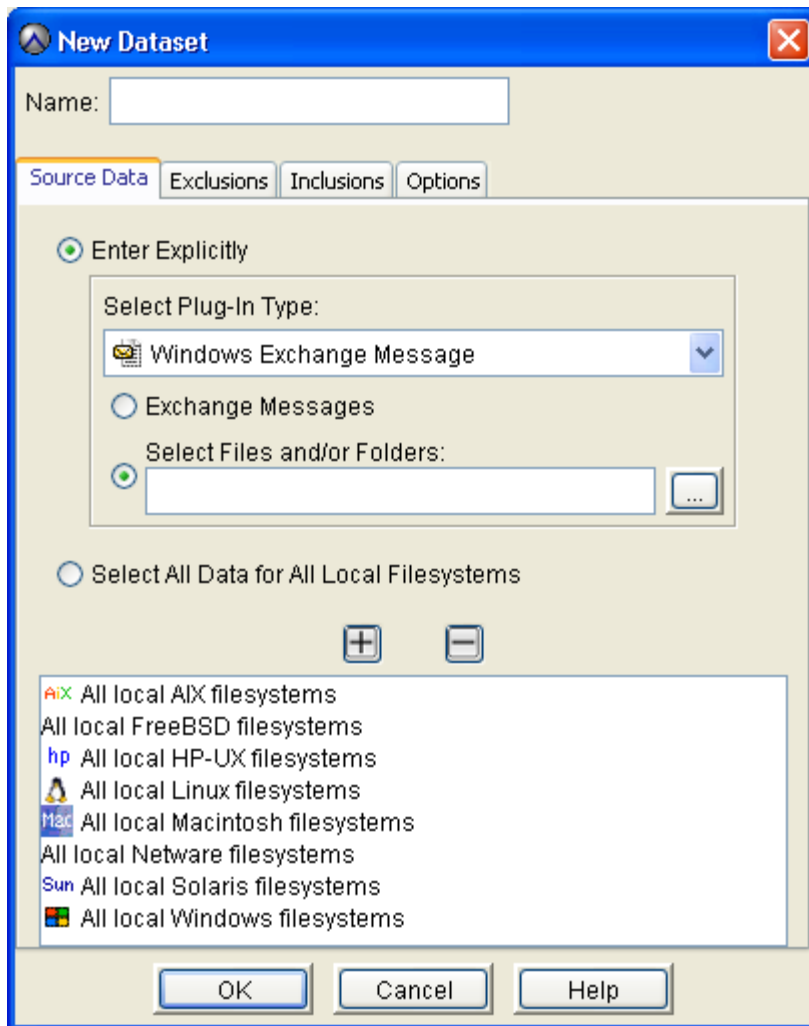 New Dataset
Name:
Source Data Exclusions Inclusions Options
Enter Explicitly
Select Plug-In Type:
Windows Exchange Message
Exchange Messages
Select Files and/or Folders:
...
Select All Data for All Local Filesystems
AiX All local AIX filesystems
All local FreeBSD filesystems
hp All local HP-UX filesystems
All local Linux filesystems
Mac All local Macintosh filesystems
All local Netware filesystems
Sun All local Solaris filesystems
All local Windows filesystems
OK Cancel Help